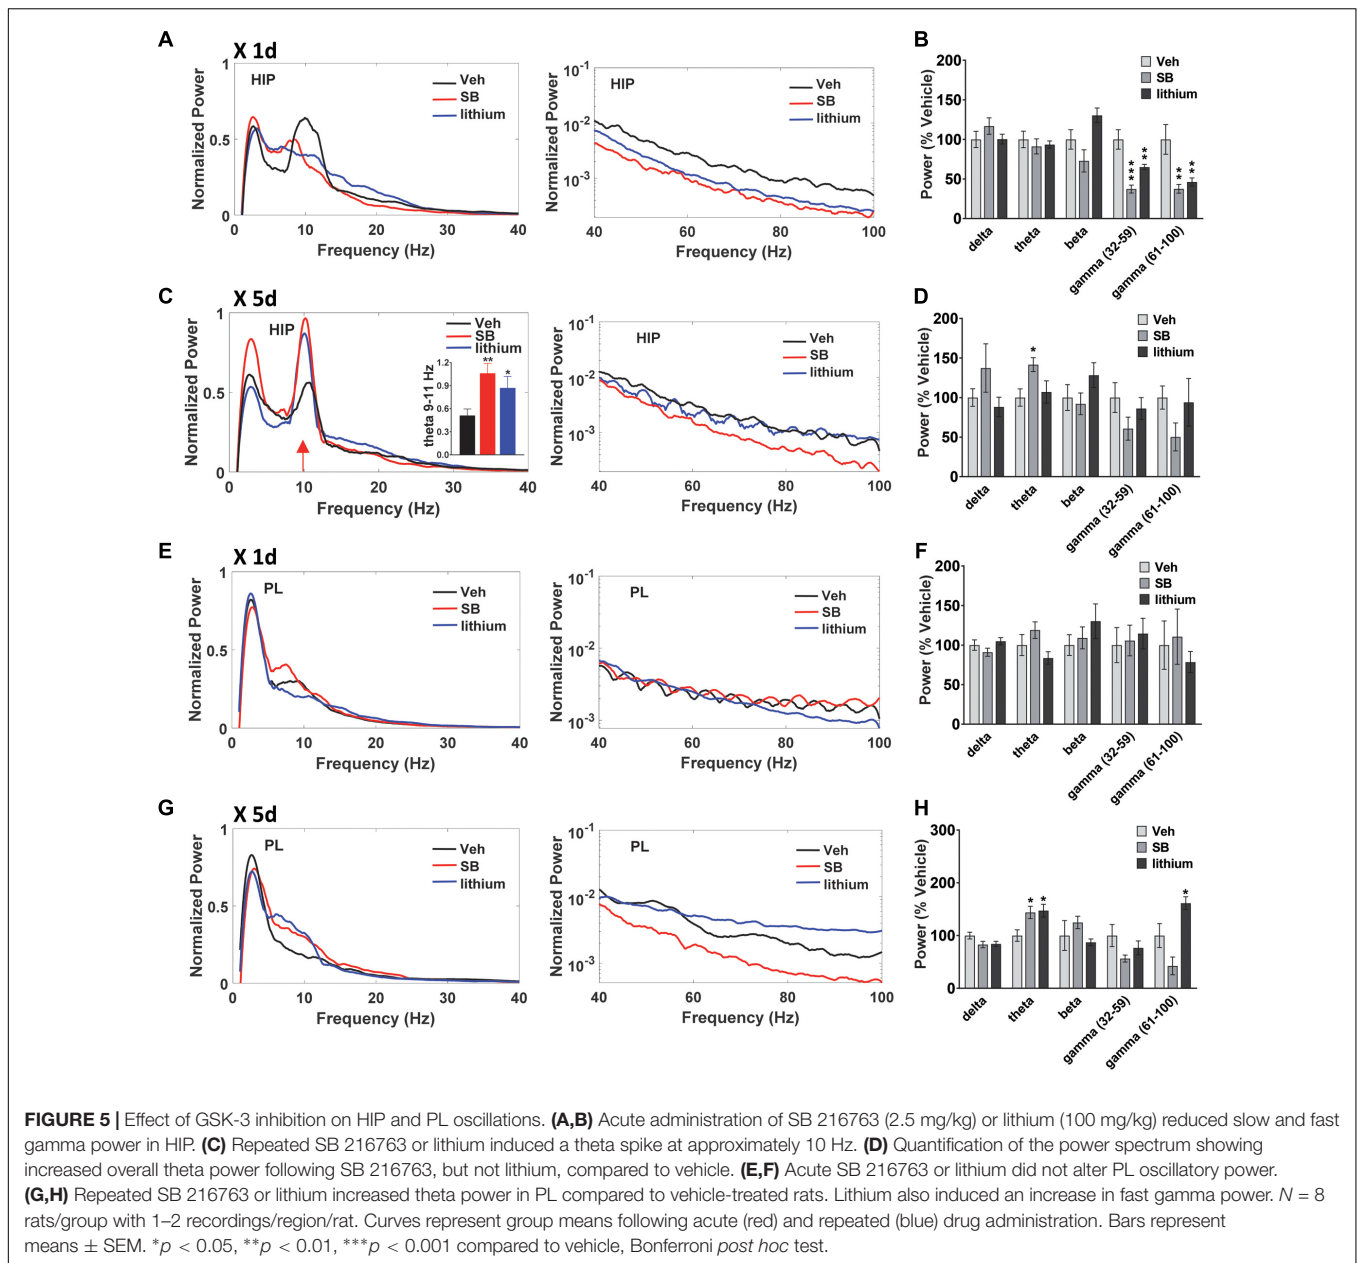 A
X 1d
HIP
Veh
SB
lithium
Normalized Power
1
0.5
0
0
10
20
30
40
Frequency (Hz)
HIP
Veh
SB
lithium
Normalized Power
10-1
10-2
10-3
40
60
80
100
Frequency (Hz)
B
Veh
SB
lithium
Power (% Vehicle)
200
150
100
50
0
***
**
**
**
delta
theta
beta
gamma (32-59)
gamma (61-100)
C
X 5d
HIP
Veh
SB
lithium
Normalized Power
1
0.5
0
0
10
20
30
40
Frequency (Hz)
theta 9-11 Hz
1.2
0.9
0.6
0.3
0.0
**
*
HIP
Veh
SB
lithium
Normalized Power
10-1
10-2
10-3
40
60
80
100
Frequency (Hz)
D
Veh
SB
lithium
Power (% Vehicle)
200
150
100
50
0
*
delta
theta
beta
gamma (32-59)
gamma (61-100)
E
X 1d
PL
Veh
SB
lithium
Normalized Power
1
0.5
0
0
10
20
30
40
Frequency (Hz)
PL
Veh
SB
lithium
Normalized Power
10-1
10-2
10-3
40
60
80
100
Frequency (Hz)
F
Veh
SB
lithium
Power (% Vehicle)
200
150
100
50
0
delta
theta
beta
gamma (32-59)
gamma (61-100)
G
X 5d
PL
Veh
SB
lithium
Normalized Power
1
0.5
0
0
10
20
30
40
Frequency (Hz)
PL
Veh
SB
lithium
Normalized Power
10-1
10-2
10-3
40
60
80
100
Frequency (Hz)
H
Veh
SB
lithium
Power (% Vehicle)
300
200
100
0
*
*
*
delta
theta
beta
gamma (32-59)
gamma (61-100)
FIGURE 5 | Effect of GSK-3 inhibition on HIP and PL oscillations. (A,B) Acute administration of SB 216763 (2.5 mg/kg) or lithium (100 mg/kg) reduced slow and fast
gamma power in HIP. (C) Repeated SB 216763 or lithium induced a theta spike at approximately 10 Hz. (D) Quantification of the power spectrum showing
increased overall theta power following SB 216763, but not lithium, compared to vehicle. (E,F) Acute SB 216763 or lithium did not alter PL oscillatory power.
(G,H) Repeated SB 216763 or lithium increased theta power in PL compared to vehicle-treated rats. Lithium also induced an increase in fast gamma power. N = 8
rats/group with 1–2 recordings/region/rat. Curves represent group means following acute (red) and repeated (blue) drug administration. Bars represent
means ± SEM. *p < 0.05, **p < 0.01, ***p < 0.001 compared to vehicle, Bonferroni post hoc test.